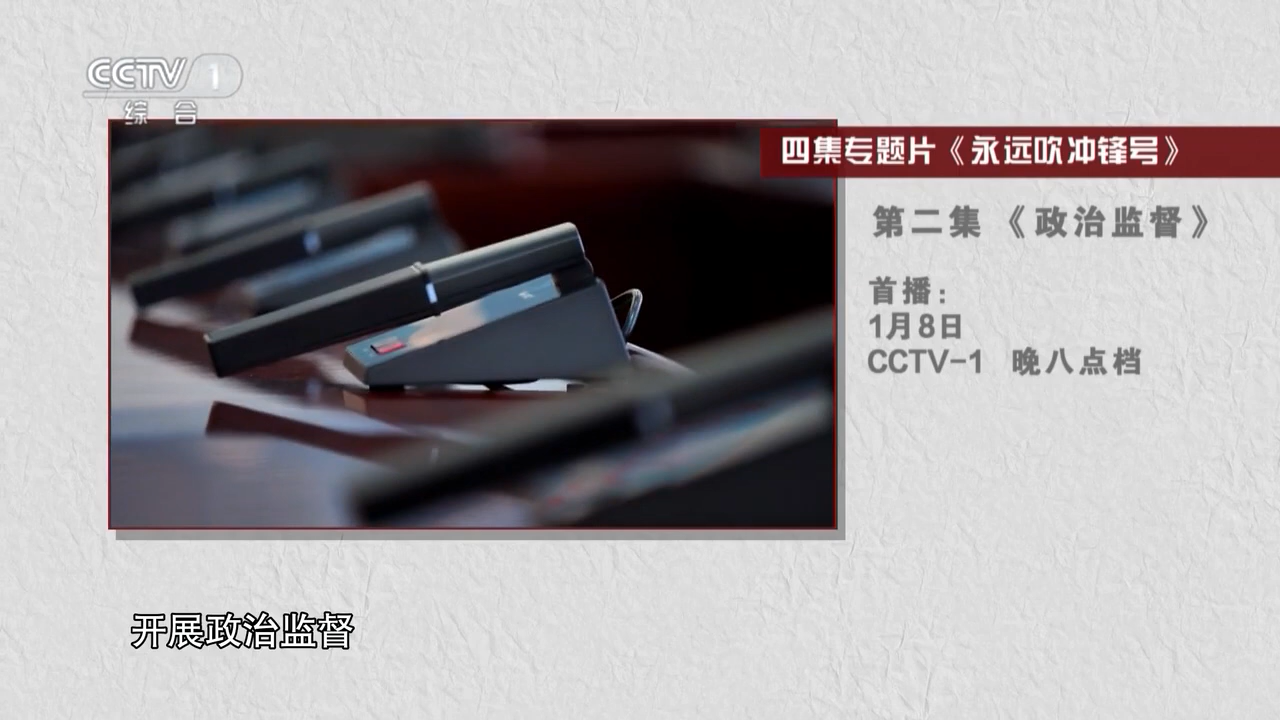 CCTV 1
综合
四集专题片《永远吹冲锋号》
第二集《政治监督》
首播：
1月8日
CCTV-1 晚八点档
开展政治监督